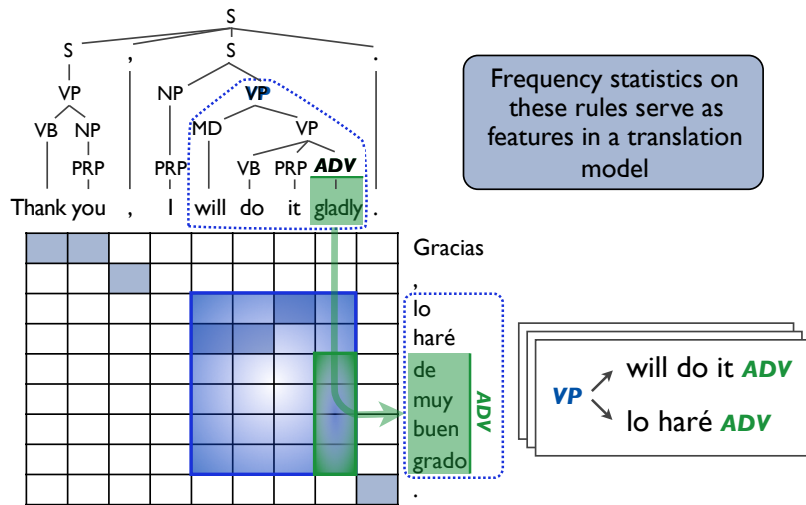 S
S , S .
VP NP VP
VB NP MD VP
PRP PRP VB PRP ADV
Thank you , I will do it gladly .
Frequency statistics on
these rules serve as
features in a translation
model
Gracias
,
lo
haré
de
muy
buen
grado
.
ADV
VP
will do it ADV
lo haré ADV